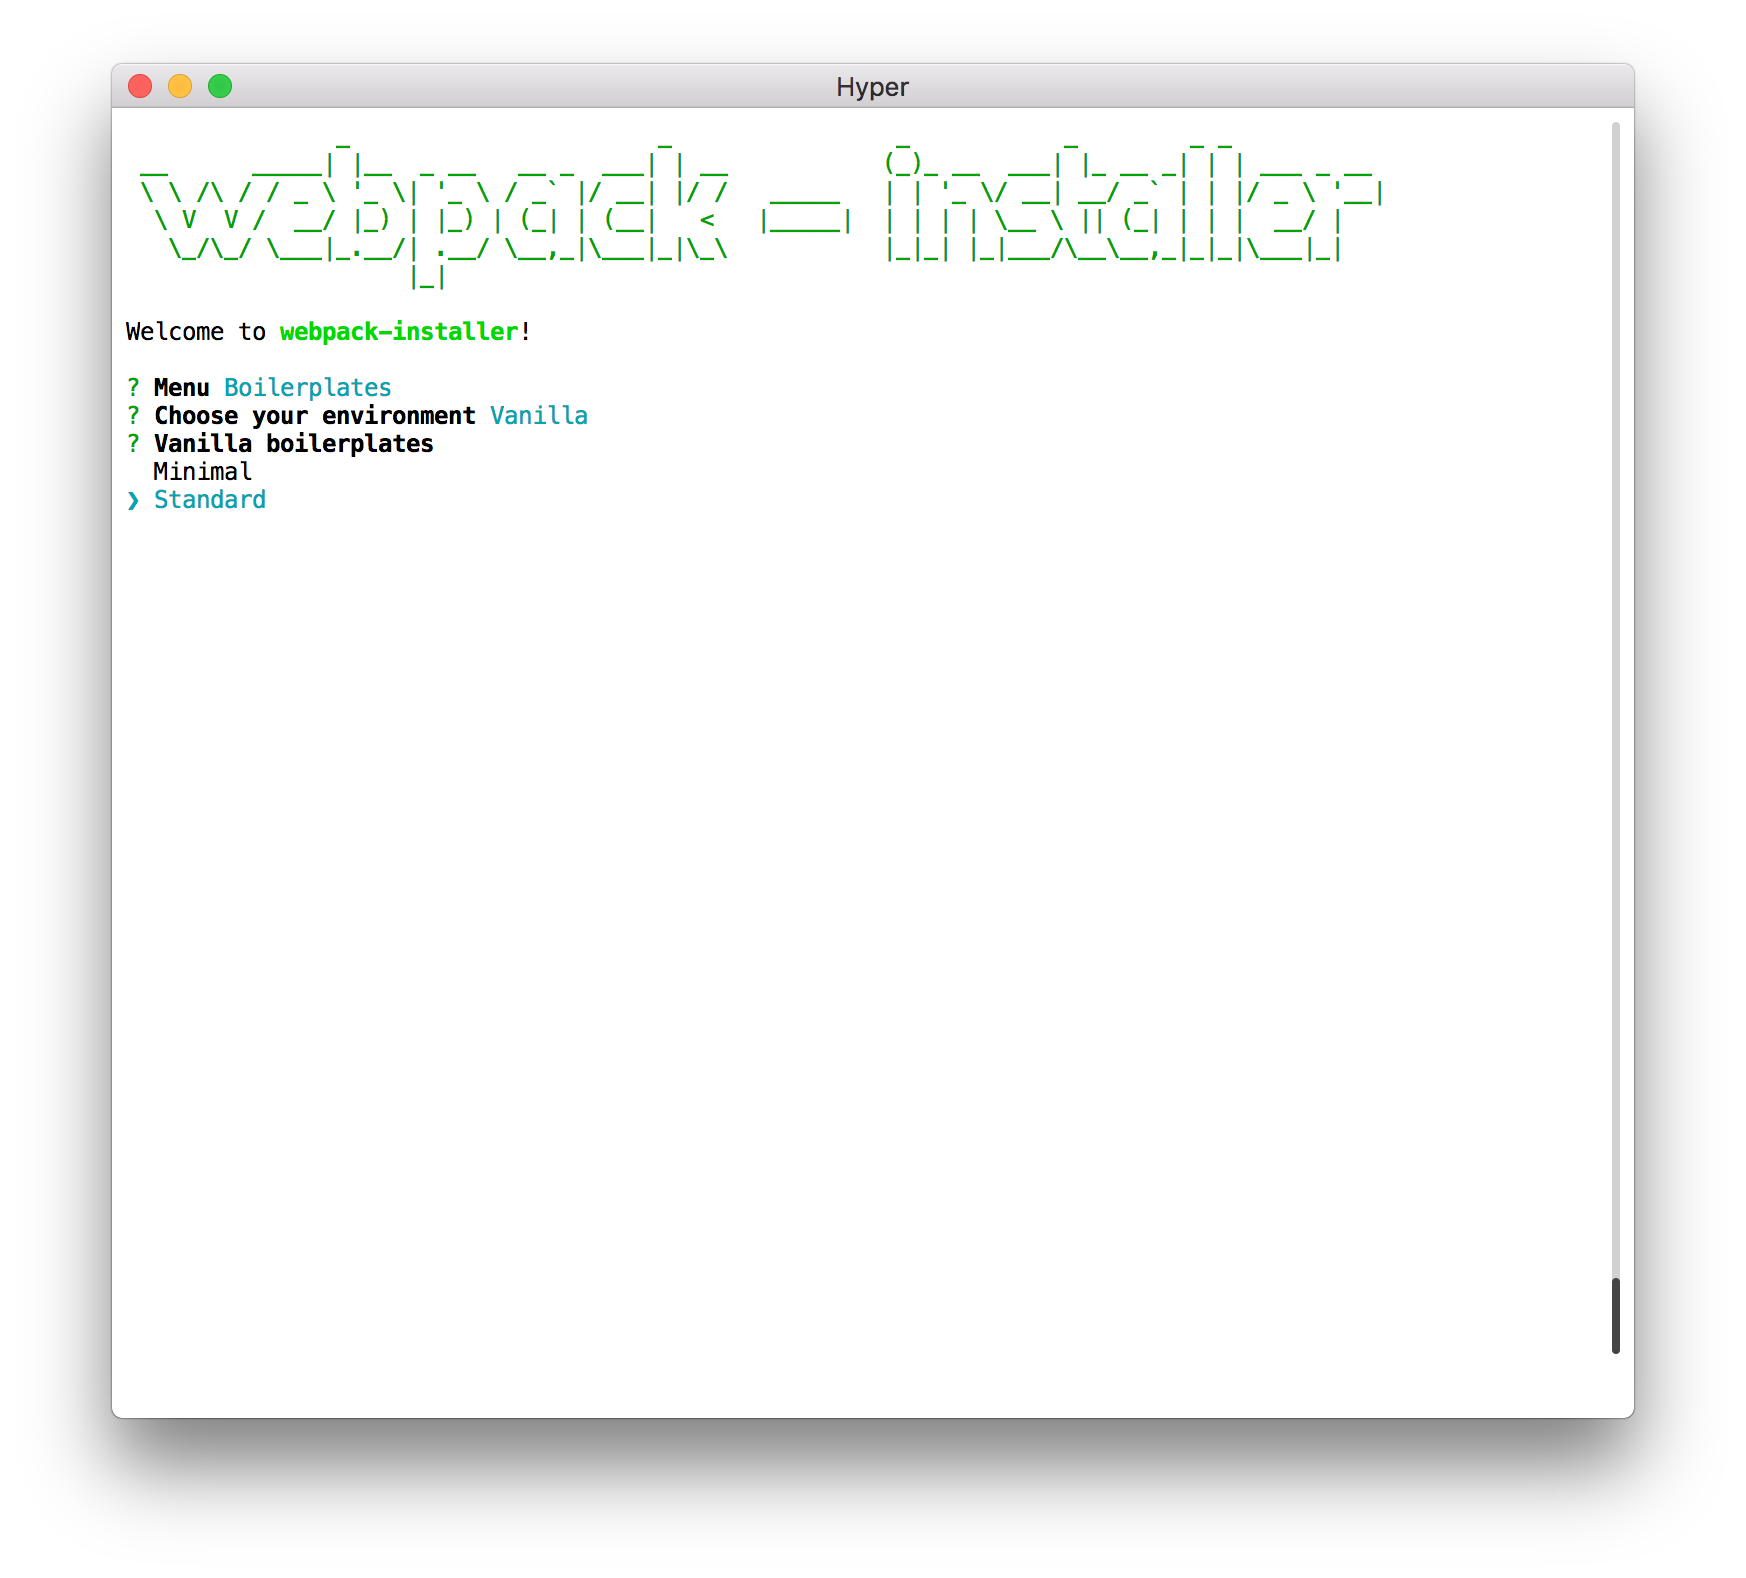 Hyper
webpack - installer
Welcome to webpack-installer!
? Menu Boilerplates
? Choose your environment Vanilla
? Vanilla boilerplates
Minimal
❯ Standard